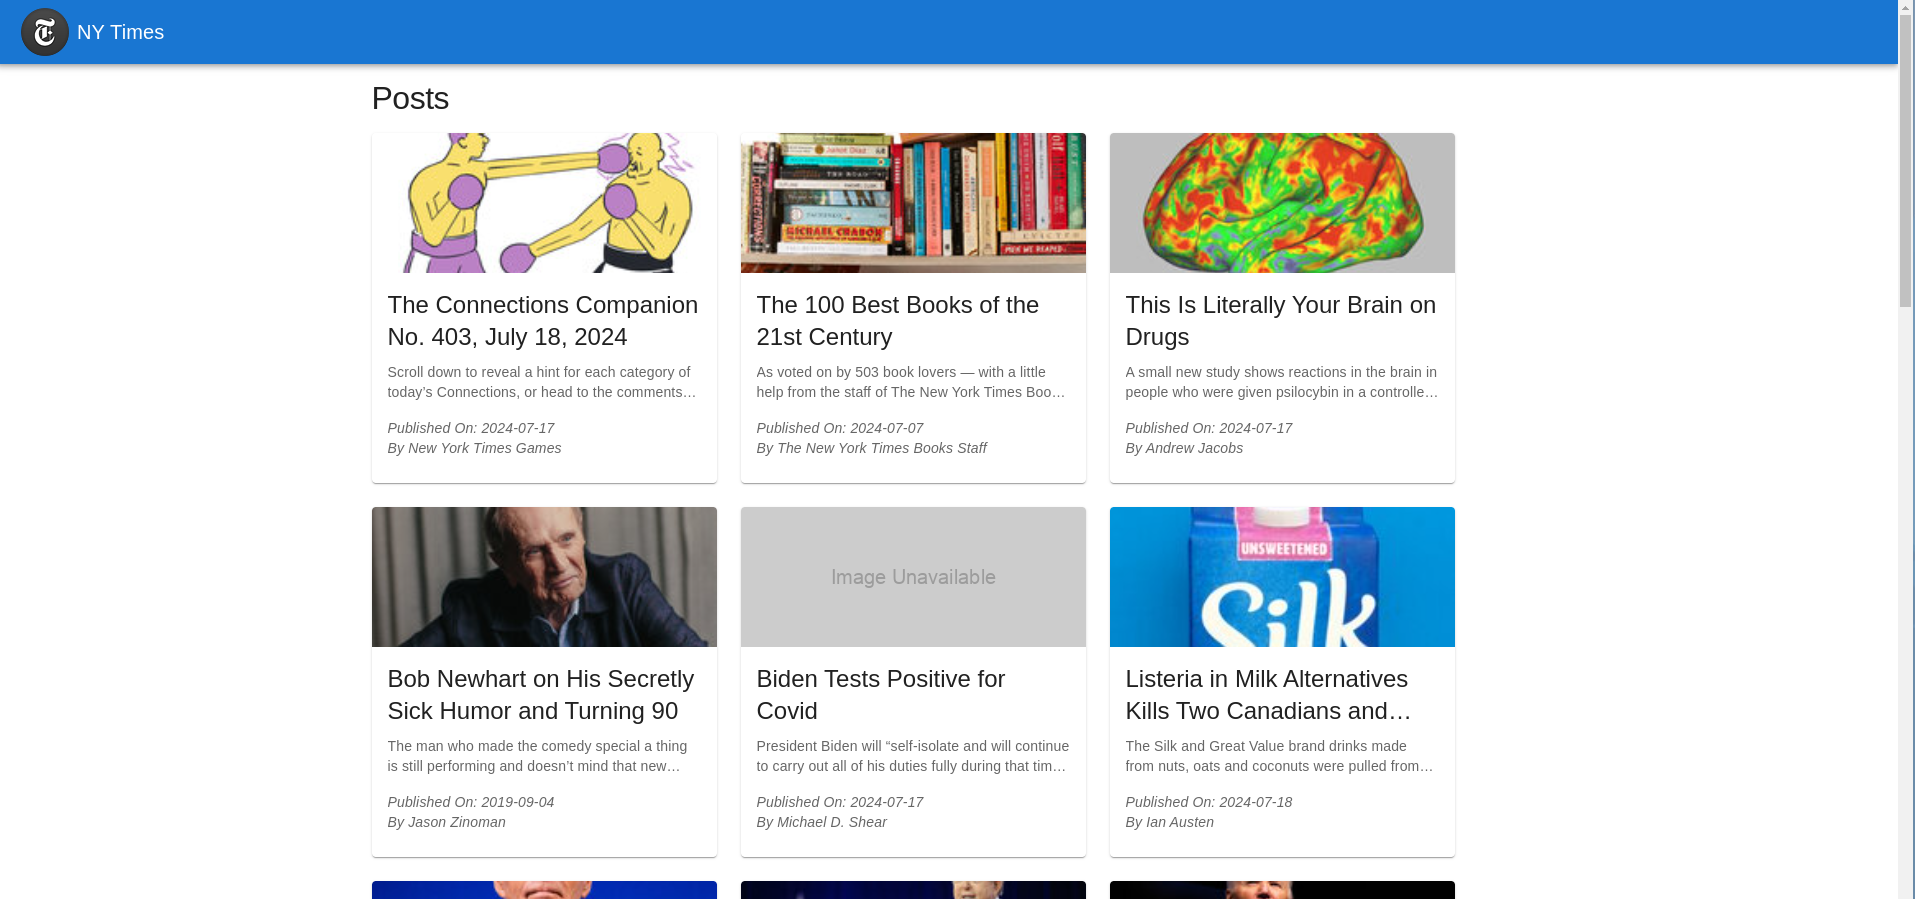 NY Times
Posts
The Connections Companion
No. 403, July 18, 2024
Scroll down to reveal a hint for each category of
today’s Connections, or head to the comments…
Published On: 2024-07-17
By New York Times Games
MICHAEL CHABON
The 100 Best Books of the
21st Century
As voted on by 503 book lovers — with a little
help from the staff of The New York Times Boo…
Published On: 2024-07-07
By The New York Times Books Staff
This Is Literally Your Brain on
Drugs
A small new study shows reactions in the brain in
people who were given psilocybin in a controlle…
Published On: 2024-07-17
By Andrew Jacobs
Bob Newhart on His Secretly
Sick Humor and Turning 90
The man who made the comedy special a thing
is still performing and doesn’t mind that new…
Published On: 2019-09-04
By Jason Zinoman
Image Unavailable
Biden Tests Positive for
Covid
President Biden will “self-isolate and will continue
to carry out all of his duties fully during that tim…
Published On: 2024-07-17
By Michael D. Shear
UNSWEETENED
Silk
Listeria in Milk Alternatives
Kills Two Canadians and…
The Silk and Great Value brand drinks made
from nuts, oats and coconuts were pulled from…
Published On: 2024-07-18
By Ian Austen